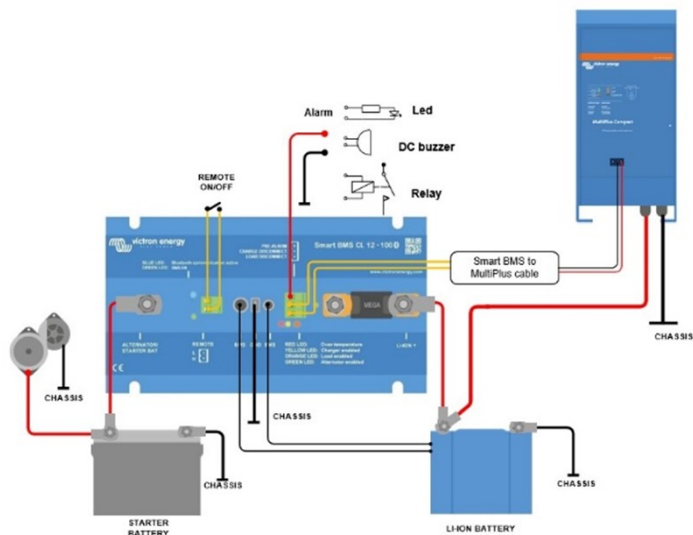 victron energy
MultiPlus Compact
Alarm
Led
DC buzzer
Relay
REMOTE
ON/OFF
victron energy
BLUE LED:
GREEN LED:
PRE-ALARM
CHARGE DISCONNECT
LOAD DISCONNECT
Smart BMS CL 12-100
www.victronenergy.com
Smart BMS to
MultiPlus cable
MEGA
ALTERNATOR
STARTER BAT
REMOTE
L
H
BMS
GND
BMS
RED LED: Over-temperature
YELLOW LED: Charger enabled
ORANGE LED: Load enabled
GREEN LED: Alternator enabled
LI-ION +
CE
CHASSIS
CHASSIS
CHASSIS
CHASSIS
CHASSIS
STARTER
BATTERY
LI-ION BATTERY